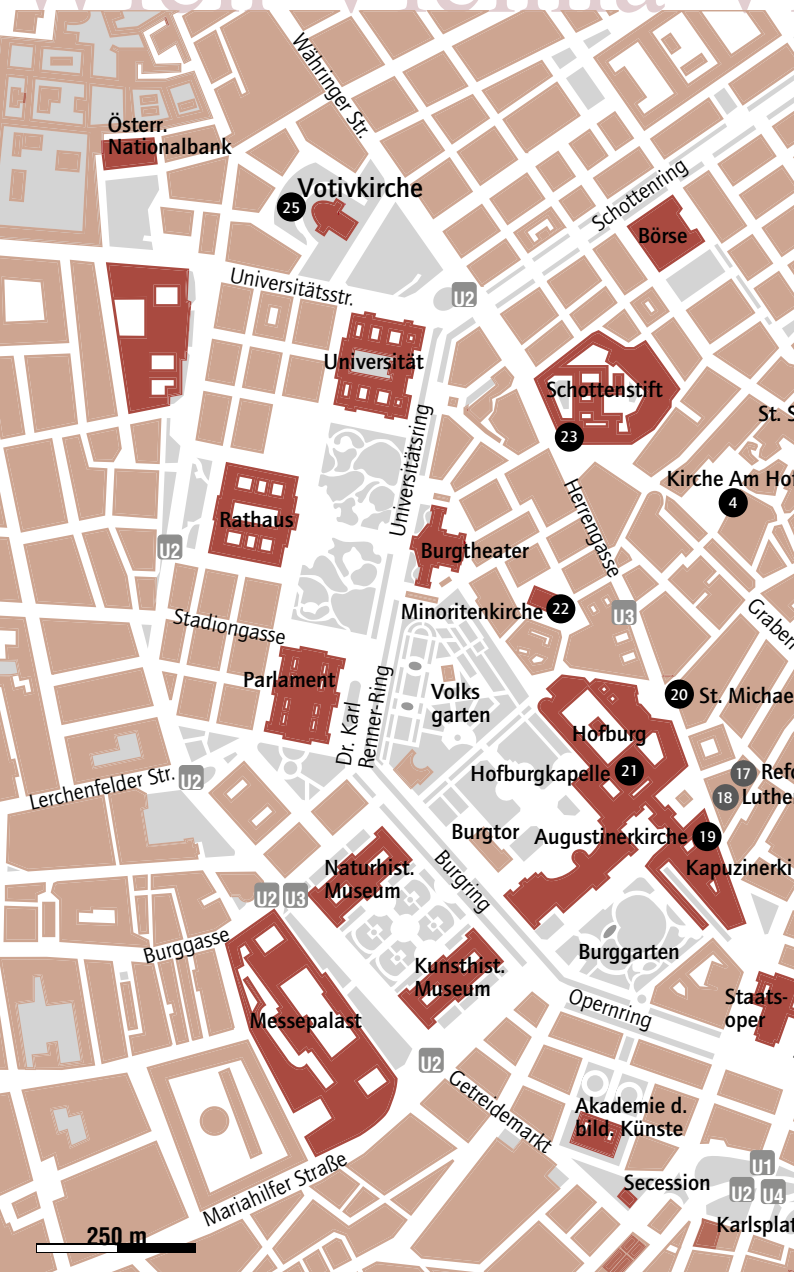 Wien Vienna
Währinger Str.
Österr.
Nationalbank
Votivkirche
25
Schottenring
Börse
Universitätsstr.
U2
Universität
Schottenstift
23
St. S
Universitätsring
Kirche Am Hof
4
Herrengasse
Rathaus
U2
Burgtheater
Minoritenkirche
22
U3
Graben
Stadiongasse
Parlament
Dr. Karl
Renner-Ring
Volks
garten
20
St. Michae
Hofburg
Hofburgkapelle
21
17
Refo
18
Luthe
Lerchenfelder Str.
U2
Burgtor
Augustinerkirche
19
Kapuzinerki
Naturhist.
Museum
Burgring
U2
U3
Burggasse
Burggarten
Kunsthist.
Museum
Messepalast
Opernring
Staats-
oper
U2
Getreidemarkt
Akademie d.
bild. Künste
Mariahilfer Straße
Secession
U1
U2
U4
Karlsplat
250 m